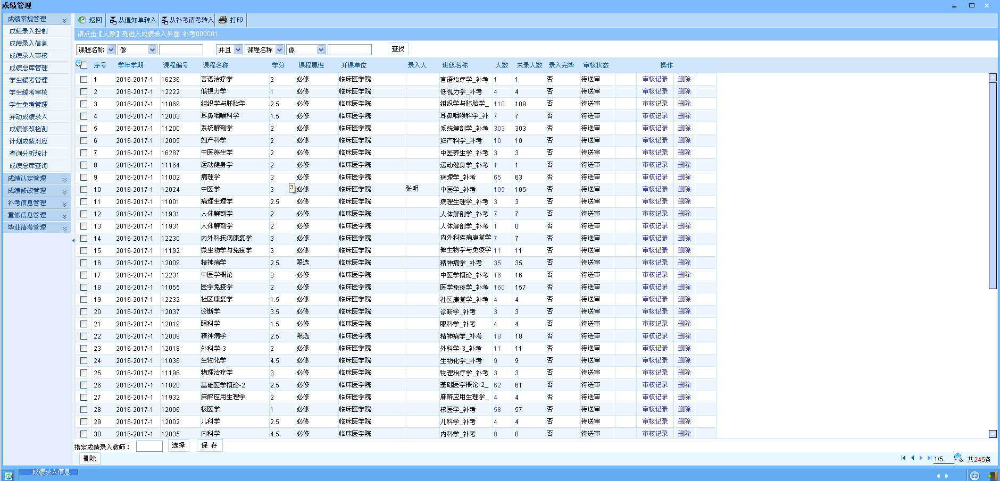 成绩管理
成绩常规管理
成绩录入控制
成绩录入信息
成绩录入审核
成绩总库管理
学生缓考管理
学生缓考审核
学生免考管理
异动成绩录入
成绩修改检测
计划成绩对应
查询分析统计
成绩总库查询
成绩认定管理
成绩修改管理
补考信息管理
重修信息管理
毕业清考管理
返回 从通知单转入 从补考清考转入 打印
请点击【人数】列进入成绩录入界面 补考000001
课程名称 像 并且 课程名称 像 查找
序号 学年学期 课程编号 课程名称 学分 课程属性 开课单位 录入人 班级名称 人数 未录人数 录入完毕 审核状态 操作
1 2016-2017-1 16236 言语治疗学 2 必修 临床医学院 言语治疗学_补考 1 1 否 待送审 审核记录 删除
2 2016-2017-1 12222 低视力学 1 必修 临床医学院 低视力学_补考 4 4 否 待送审 审核记录 删除
3 2016-2017-1 11069 组织学与胚胎学 2.5 必修 临床医学院 组织学与胚胎学_ 110 109 否 待送审 审核记录 删除
4 2016-2017-1 12003 耳鼻咽喉科学 1.5 必修 临床医学院 耳鼻咽喉科学_补 7 7 否 待送审 审核记录 删除
5 2016-2017-1 11200 系统解剖学 2 必修 临床医学院 系统解剖学_补考 303 303 否 待送审 审核记录 删除
6 2016-2017-1 12005 妇产科学 2 必修 临床医学院 妇产科学_补考 10 10 否 待送审 审核记录 删除
7 2016-2017-1 16287 中医养生学 2 必修 临床医学院 中医养生学_补考 3 3 否 待送审 审核记录 删除
8 2016-2017-1 11164 运动健身学 2 必修 临床医学院 运动健身学_补考 1 1 否 待送审 审核记录 删除
9 2016-2017-1 11002 病理学 3 必修 临床医学院 病理学_补考 65 63 否 待送审 审核记录 删除
10 2016-2017-1 12024 中医学 3 3 必修 临床医学院 张明 中医学_补考 105 105 否 待送审 审核记录 删除
11 2016-2017-1 11001 病理生理学 2.5 必修 临床医学院 病理生理学_补考 3 3 否 待送审 审核记录 删除
12 2016-2017-1 11931 人体解剖学 2 必修 临床医学院 人体解剖学_补考 7 7 否 待送审 审核记录 删除
13 2016-2017-1 11931 人体解剖学 2 必修 临床医学院 人体解剖学_补考 1 0 否 待送审 审核记录 删除
14 2016-2017-1 12230 内外科疾病康复学 3 必修 临床医学院 内外科疾病康复学 7 7 否 待送审 审核记录 删除
15 2016-2017-1 11192 微生物学与免疫学 3 必修 临床医学院 微生物学与免疫学 11 11 否 待送审 审核记录 删除
16 2016-2017-1 12009 精神病学 2.5 限选 临床医学院 精神病学_补考 35 35 否 待送审 审核记录 删除
17 2016-2017-1 12231 中医学概论 3 必修 临床医学院 中医学概论_补考 16 16 否 待送审 审核记录 删除
18 2016-2017-1 11055 医学免疫学 2 必修 临床医学院 医学免疫学_补考 160 157 否 待送审 审核记录 删除
19 2016-2017-1 12232 社区康复学 1.5 必修 临床医学院 社区康复学_补考 4 4 否 待送审 审核记录 删除
20 2016-2017-1 12037 诊断学 3.5 必修 临床医学院 诊断学_补考 3 3 否 待送审 审核记录 删除
21 2016-2017-1 12019 眼科学 1.5 必修 临床医学院 眼科学_补考 4 4 否 待送审 审核记录 删除
22 2016-2017-1 12009 精神病学 2.5 限选 临床医学院 精神病学_补考 18 18 否 待送审 审核记录 删除
23 2016-2017-1 12018 外科学-3 2 必修 临床医学院 外科学-3_补考 11 11 否 待送审 审核记录 删除
24 2016-2017-1 11036 生物化学 4.5 必修 临床医学院 生物化学_补考 9 9 否 待送审 审核记录 删除
25 2016-2017-1 11196 物理治疗学 3 必修 临床医学院 物理治疗学_补考 3 3 否 待送审 审核记录 删除
26 2016-2017-1 11020 基础医学概论-2 2.5 必修 临床医学院 基础医学概论-2_ 62 61 否 待送审 审核记录 删除
27 2016-2017-1 11932 麻醉应用生理学 2 必修 临床医学院 麻醉应用生理学_ 4 4 否 待送审 审核记录 删除
28 2016-2017-1 12006 核医学 1 必修 临床医学院 核医学_补考 58 57 否 待送审 审核记录 删除
29 2016-2017-1 12002 儿科学 2.5 必修 临床医学院 儿科学_补考 4 4 否 待送审 审核记录 删除
30 2016-2017-1 12035 内科学 4.5 必修 临床医学院 内科学_补考 8 8 否 待送审 审核记录 删除
指定成绩录入教师： 选择 保 存
删除 1/5 共245条
成绩录入信息